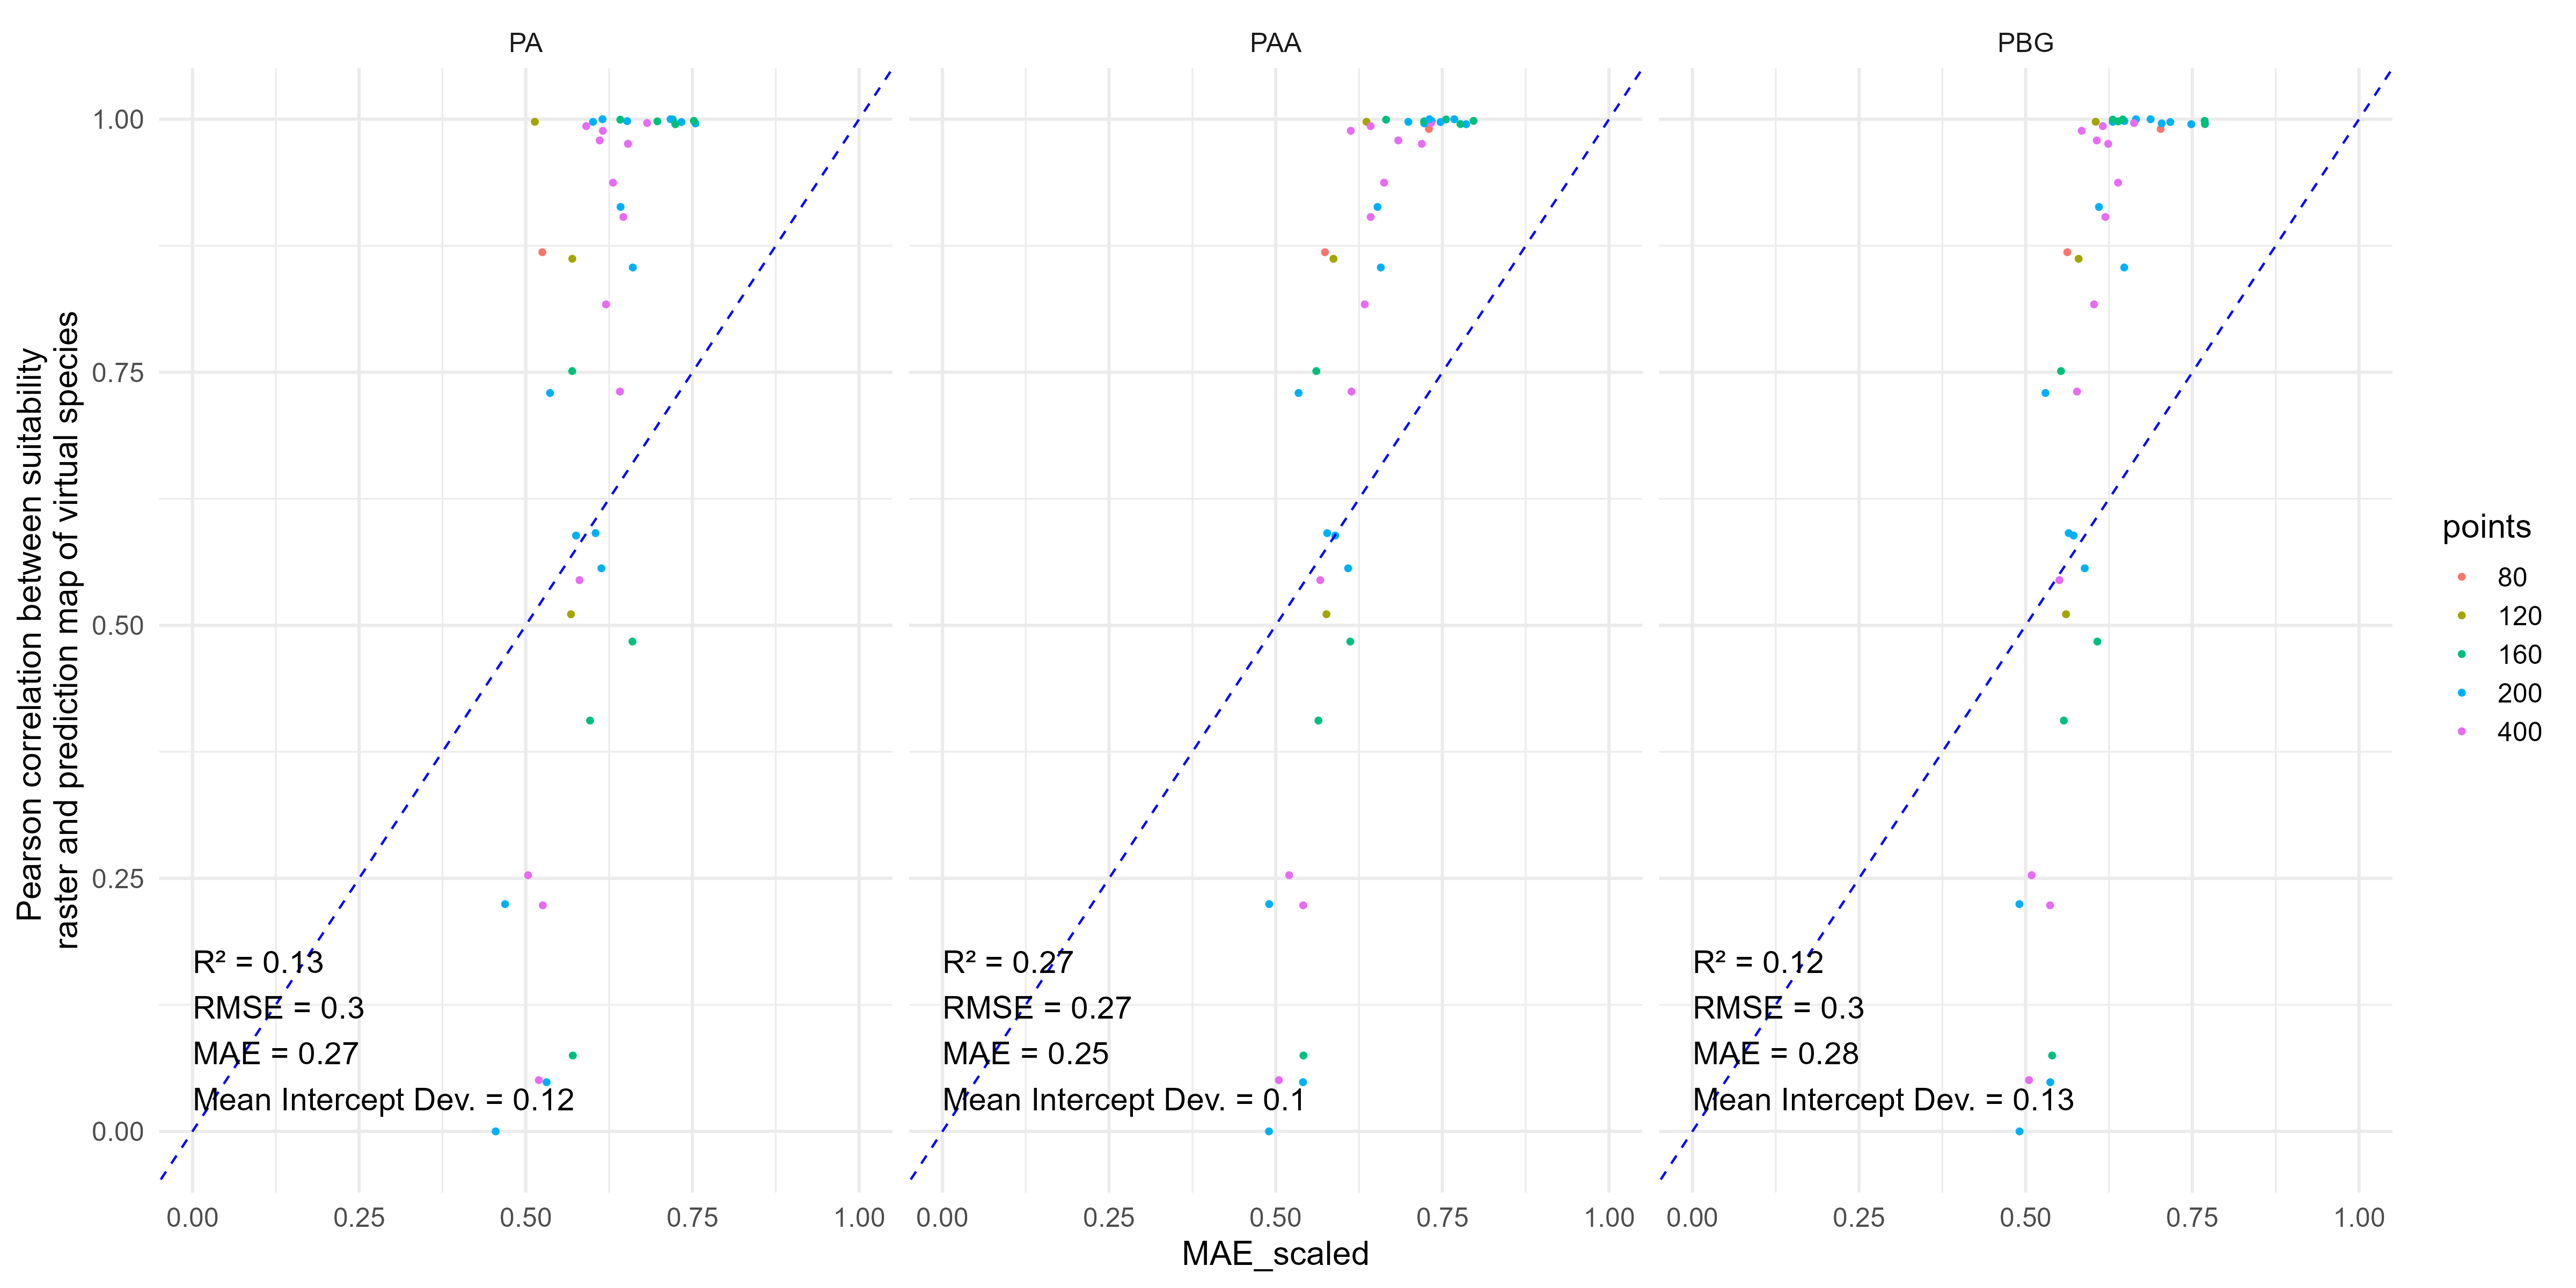 PA
PAA
PBG
Pearson correlation between suitability
raster and prediction map of virtual species
1.00
0.75
0.50
0.25
0.00
R² = 0.13
RMSE = 0.3
MAE = 0.27
Mean Intercept Dev. = 0.12
R² = 0.27
RMSE = 0.27
MAE = 0.25
Mean Intercept Dev. = 0.1
R² = 0.12
RMSE = 0.3
MAE = 0.28
Mean Intercept Dev. = 0.13
0.00 0.25 0.50 0.75 1.00
0.00 0.25 0.50 0.75 1.00
0.00 0.25 0.50 0.75 1.00
MAE_scaled
points
80
120
160
200
400